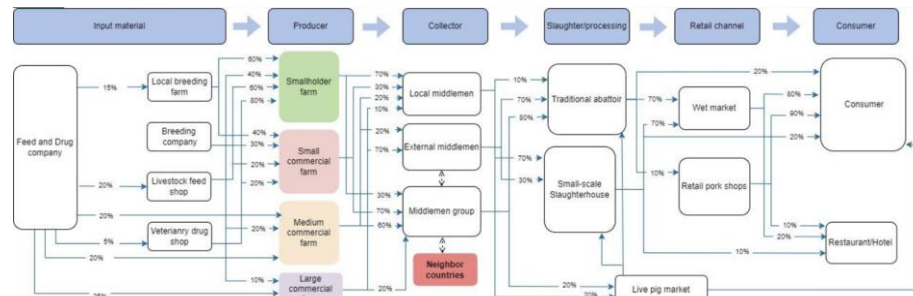 Input material
Producer
Collector
Slaughter/processing
Retail channel
Consumer
Feed and Drug
company
15%
20%
20%
5%
20%
Local breeding
farm
Breeding
company
Livestock feed
shop
Veterianry drug
shop
60%
40%
60%
80%
40%
30%
20%
20%
20%
10%
Smallholder
farm
Small
commercial
farm
Medium
commercial
farm
Large
commercial
70%
30%
20%
10%
20%
70%
30%
70%
60%
20%
Local middlemen
External middlemen
Middlemen group
Neighbor
countries
10%
70%
80%
70%
30%
20%
Traditional abattoir
Small-scale
Slaughterhouse
Live pig market
20%
70%
70%
10%
Wet market
Retail pork shops
80%
90%
20%
10%
20%
10%
Consumer
Restaurant/Hotel